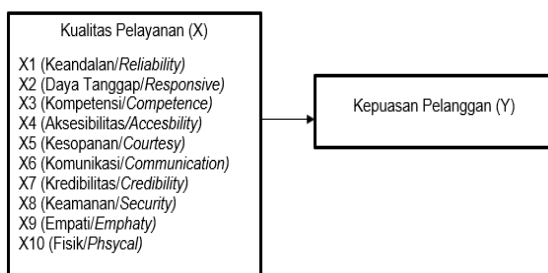 Kualitas Pelayanan (X)
X1 (Keandalan/Reliability)
X2 (Daya Tanggap/Responsive)
X3 (Kompetensi/Competence)
X4 (Aksesibilitas/Accesbility)
X5 (Kesopanan/Courtesy)
X6 (Komunikasi/Communication)
X7 (Kredibilitas/Credibility)
X8 (Keamanan/Security)
X9 (Empati/Emphaty)
X10 (Fisik/Phsycal)
Kepuasan Pelanggan (Y)